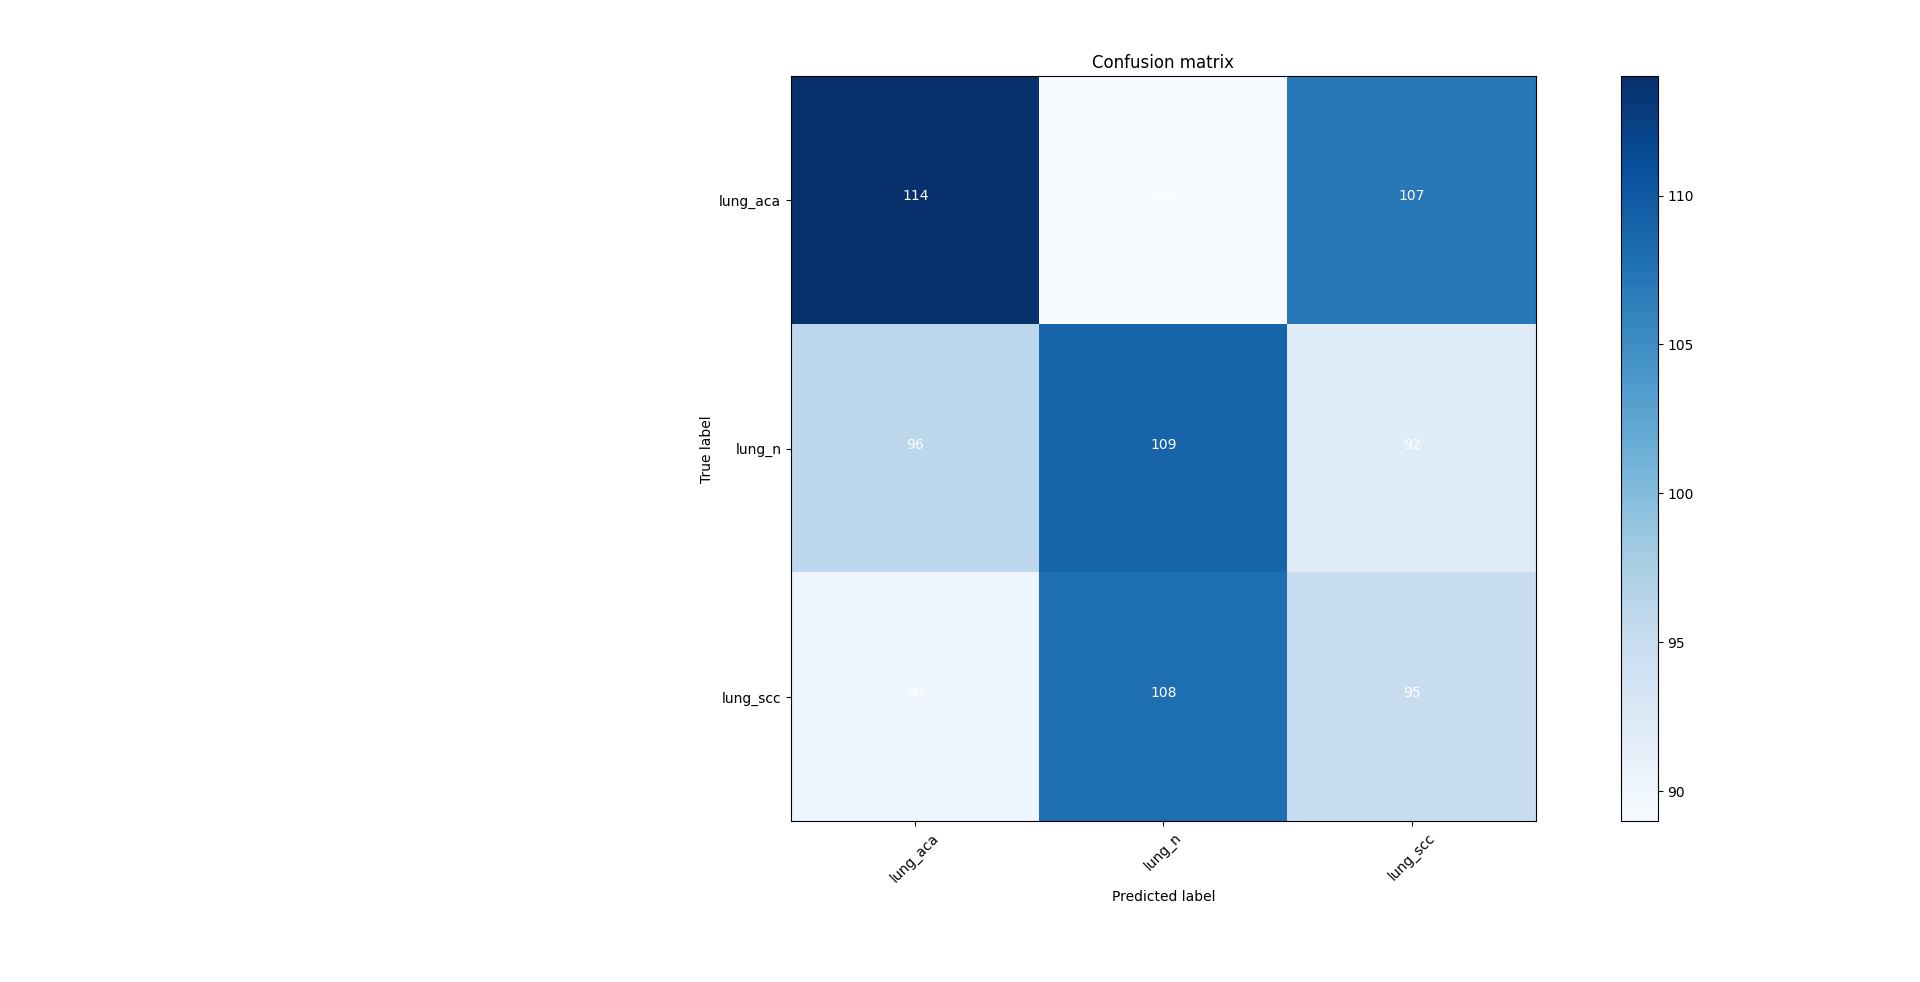 Confusion matrix
lung_aca
114
107
110
105
True label
lung_n
96
109
92
100
95
lung_scc
90
108
95
90
lung_aca
lung_n
lung_scc
Predicted label